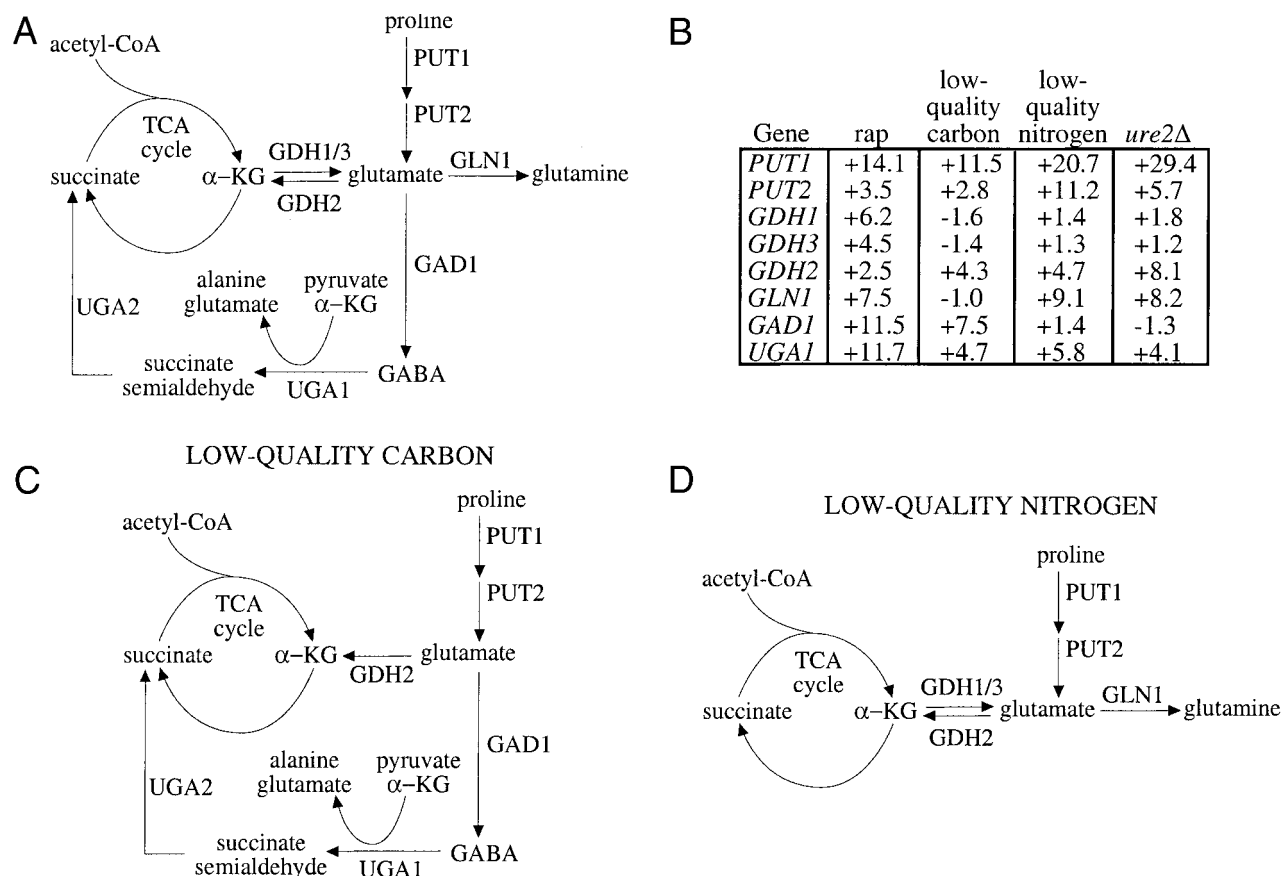 A
acetyl-CoA
proline
PUT1
PUT2
TCA
cycle
succinate
α–KG
GDH1/3
GDH2
glutamate
GLN1
glutamine
GAD1
alanine
glutamate
pyruvate
α–KG
UGA2
succinate
semialdehyde
UGA1
GABA
B
low-
quality
carbon
low-
quality
nitrogen
Gene rap ure2Δ
PUT1 +14.1 +11.5 +20.7 +29.4
PUT2 +3.5 +2.8 +11.2 +5.7
GDH1 +6.2 -1.6 +1.4 +1.8
GDH3 +4.5 -1.4 +1.3 +1.2
GDH2 +2.5 +4.3 +4.7 +8.1
GLN1 +7.5 -1.0 +9.1 +8.2
GAD1 +11.5 +7.5 +1.4 -1.3
UGA1 +11.7 +4.7 +5.8 +4.1
LOW-QUALITY CARBON
C
acetyl-CoA
proline
PUT1
PUT2
TCA
cycle
succinate
α–KG
GDH2
glutamate
GAD1
alanine
glutamate
pyruvate
α–KG
UGA2
succinate
semialdehyde
UGA1
GABA
D
LOW-QUALITY NITROGEN
acetyl-CoA
proline
PUT1
PUT2
TCA
cycle
succinate
α–KG
GDH1/3
GDH2
glutamate
GLN1
glutamine